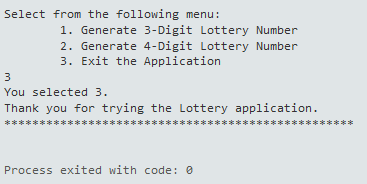 Select from the following menu:
        1. Generate 3-Digit Lottery Number
        2. Generate 4-Digit Lottery Number
        3. Exit the Application
3
You selected 3.
Thank you for trying the Lottery application.
**************************************************
Process exited with code: 0